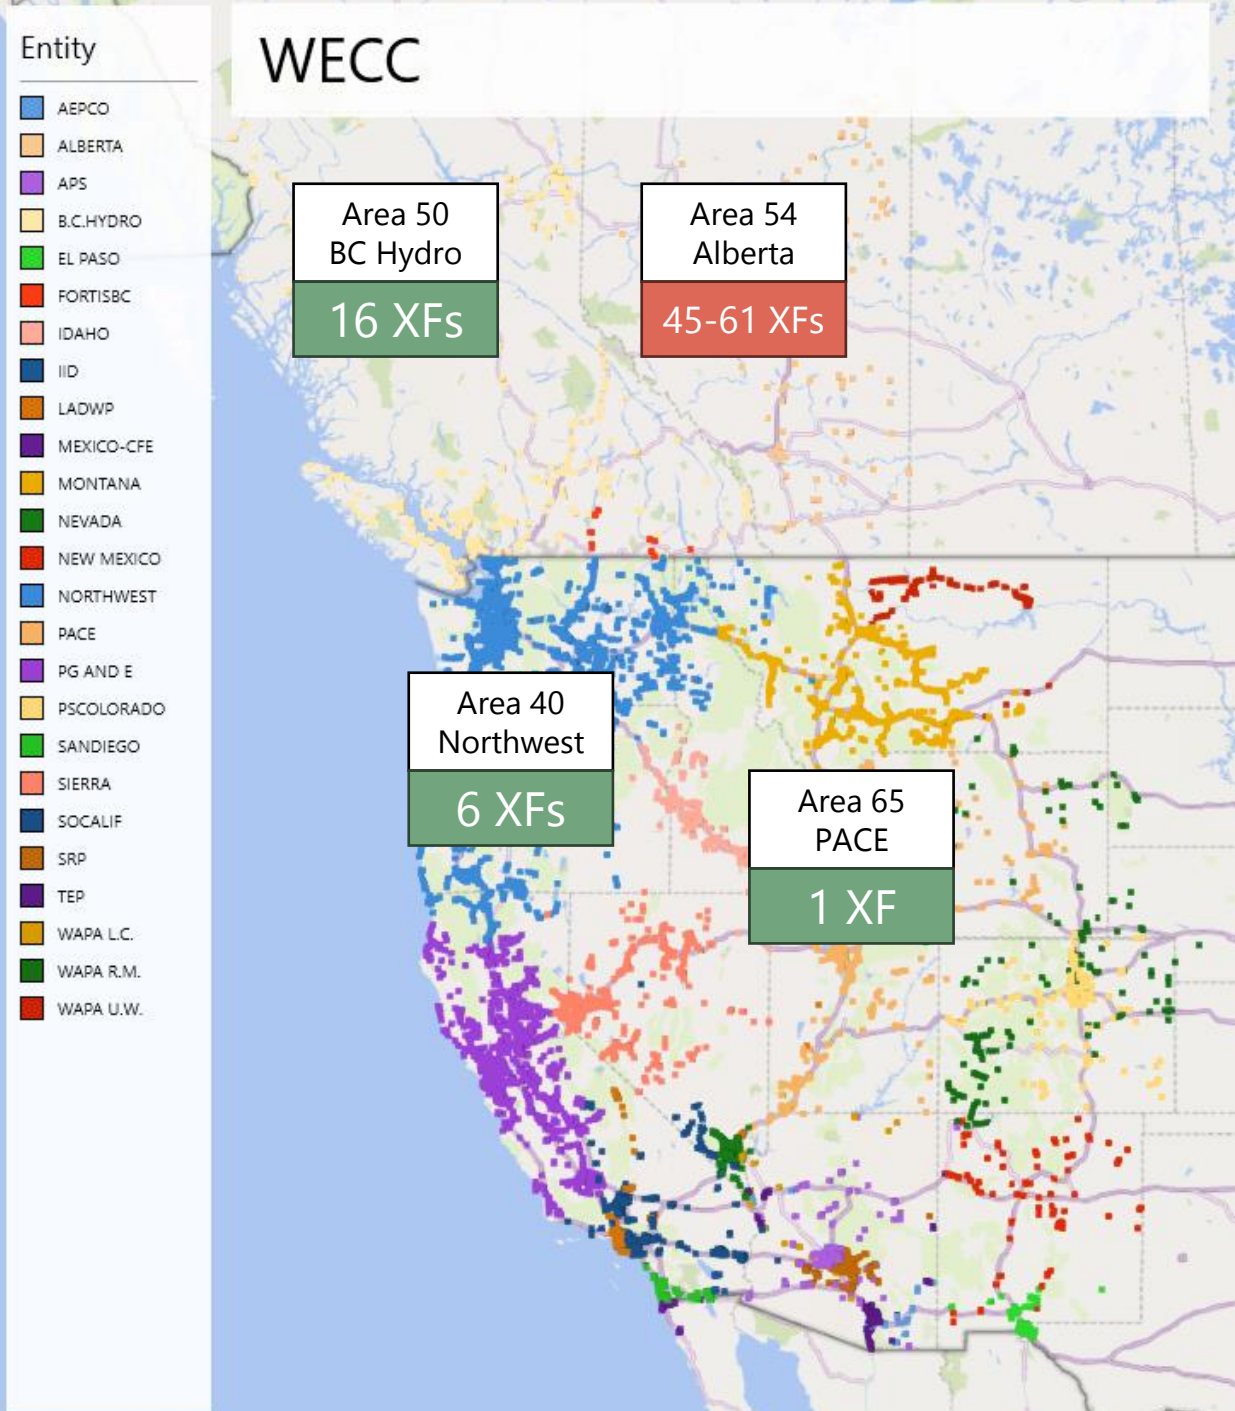 Entity
AEPCO
ALBERTA
APS
B.C.HYDRO
EL PASO
FORTISBC
IDAHO
IID
LADWP
MEXICO-CFE
MONTANA
NEVADA
NEW MEXICO
NORTHWEST
PACE
PG AND E
PSCOLORADO
SANDIEGO
SIERRA
SOCALIF
SRP
TEP
WAPA L.C.
WAPA R.M.
WAPA U.W.
WECC
Area 50
BC Hydro
16 XFs
Area 54
Alberta
45-61 XFs
Area 40
Northwest
6 XFs
Area 65
PACE
1 XF